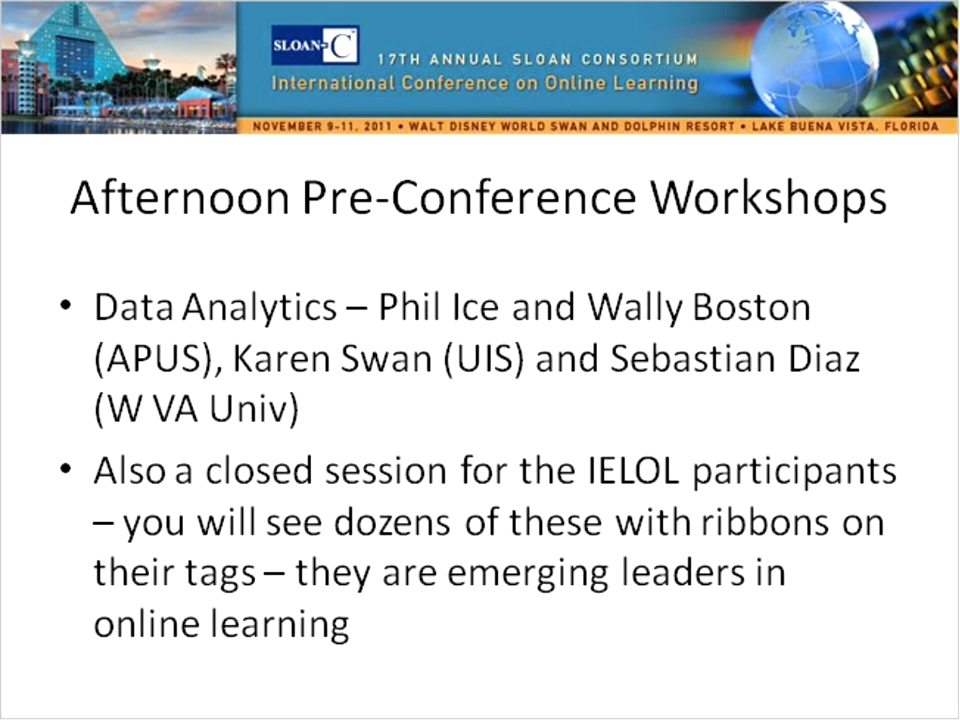 SLOAN-C
17TH ANNUAL SLOAN CONSORTIUM
International Conference on Online Learning
NOVEMBER 9-11, 2011 • WALT DISNEY WORLD SWAN AND DOLPHIN RESORT • LAKE BUENA VISTA, FLORIDA
Afternoon Pre-Conference Workshops
• Data Analytics – Phil Ice and Wally Boston
(APUS), Karen Swan (UIS) and Sebastian Diaz
(W VA Univ)
• Also a closed session for the IELOL participants
– you will see dozens of these with ribbons on
their tags – they are emerging leaders in
online learning